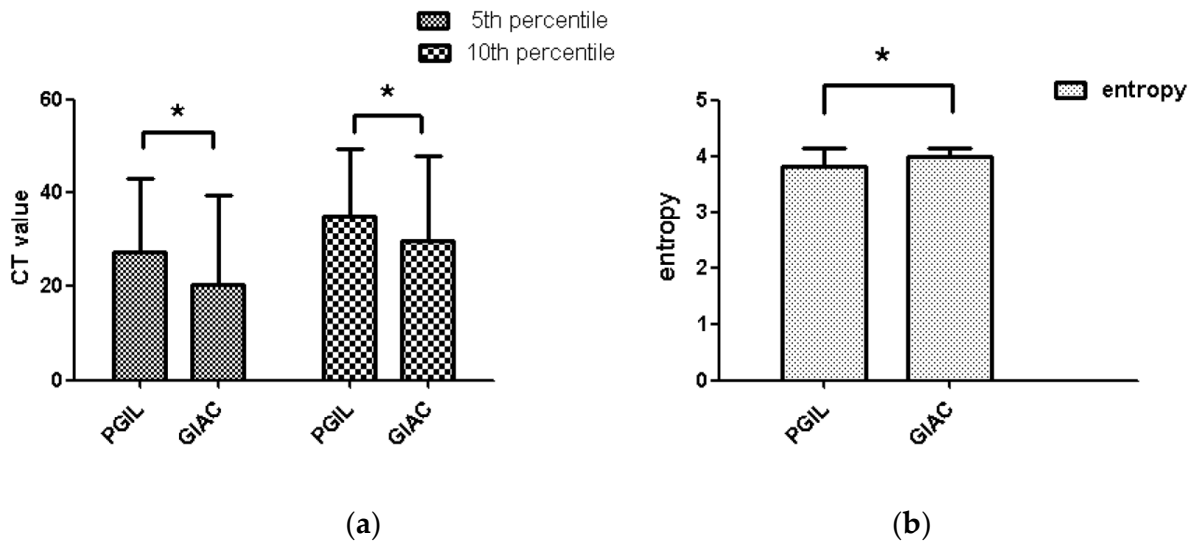 5th percentile
10th percentile
60
40
20
0
CT value
*
*
PGIL
GIAC
PGIL
GIAC
(a)
entropy
5
4
3
2
1
0
entropy
*
PGIL
GIAC
(b)